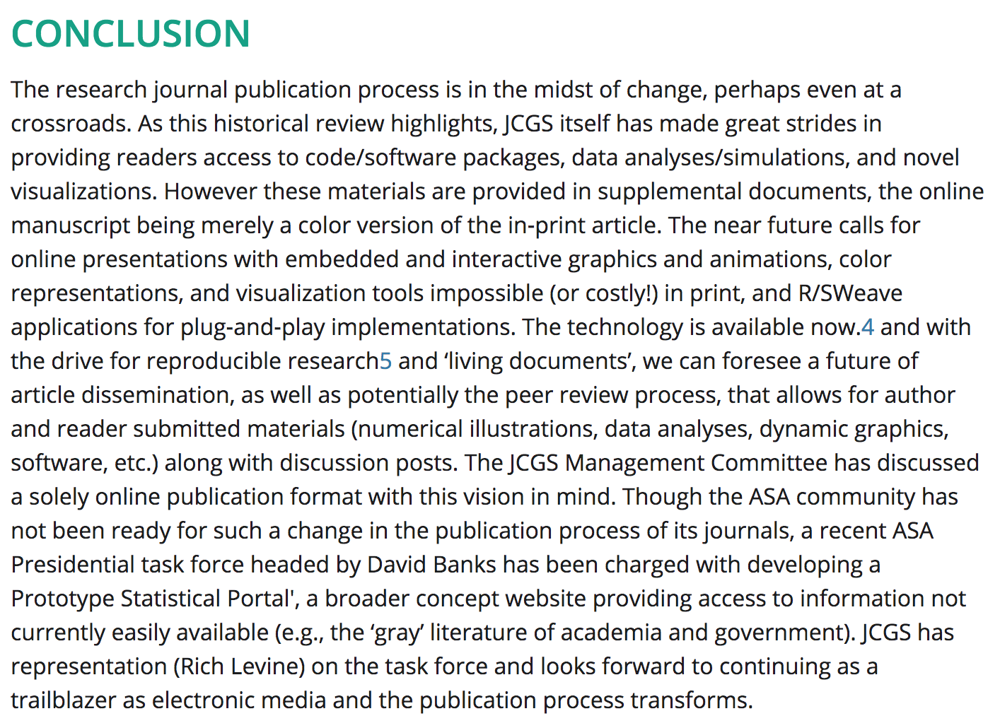 CONCLUSION
The research journal publication process is in the midst of change, perhaps even at a
crossroads. As this historical review highlights, JCGS itself has made great strides in
providing readers access to code/software packages, data analyses/simulations, and novel
visualizations. However these materials are provided in supplemental documents, the online
manuscript being merely a color version of the in-print article. The near future calls for
online presentations with embedded and interactive graphics and animations, color
representations, and visualization tools impossible (or costly!) in print, and R/SWeave
applications for plug-and-play implementations. The technology is available now.4 and with
the drive for reproducible research5 and ‘living documents’, we can foresee a future of
article dissemination, as well as potentially the peer review process, that allows for author
and reader submitted materials (numerical illustrations, data analyses, dynamic graphics,
software, etc.) along with discussion posts. The JCGS Management Committee has discussed
a solely online publication format with this vision in mind. Though the ASA community has
not been ready for such a change in the publication process of its journals, a recent ASA
Presidential task force headed by David Banks has been charged with developing a
Prototype Statistical Portal', a broader concept website providing access to information not
currently easily available (e.g., the ‘gray’ literature of academia and government). JCGS has
representation (Rich Levine) on the task force and looks forward to continuing as a
trailblazer as electronic media and the publication process transforms.